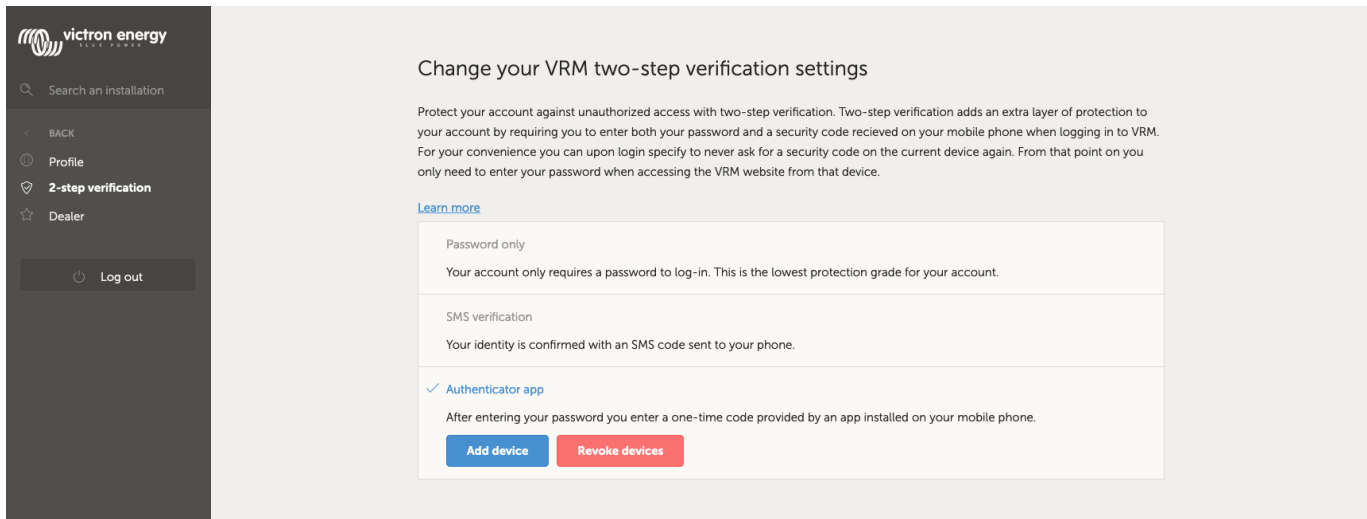 victron energy
BLUE POWER
Search an installation
BACK
Profile
2-step verification
Dealer
Log out
Change your VRM two-step verification settings
Protect your account against unauthorized access with two-step verification. Two-step verification adds an extra layer of protection to
your account by requiring you to enter both your password and a security code recieved on your mobile phone when logging in to VRM.
For your convenience you can upon login specify to never ask for a security code on the current device again. From that point on you
only need to enter your password when accessing the VRM website from that device.
Learn more
Password only
Your account only requires a password to log-in. This is the lowest protection grade for your account.
SMS verification
Your identity is confirmed with an SMS code sent to your phone.
Authenticator app
After entering your password you enter a one-time code provided by an app installed on your mobile phone.
Add device
Revoke devices